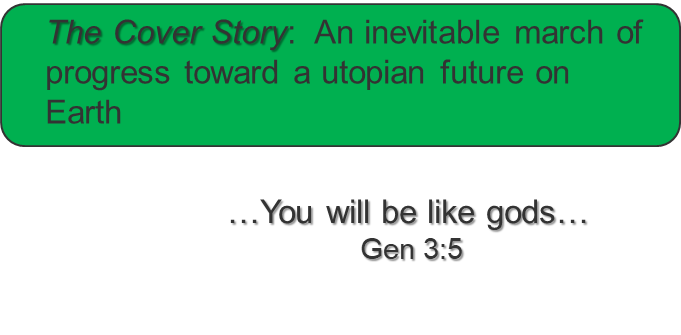 The Cover Story: An inevitable march of
progress toward a utopian future on
Earth
…You will be like gods…
Gen 3:5